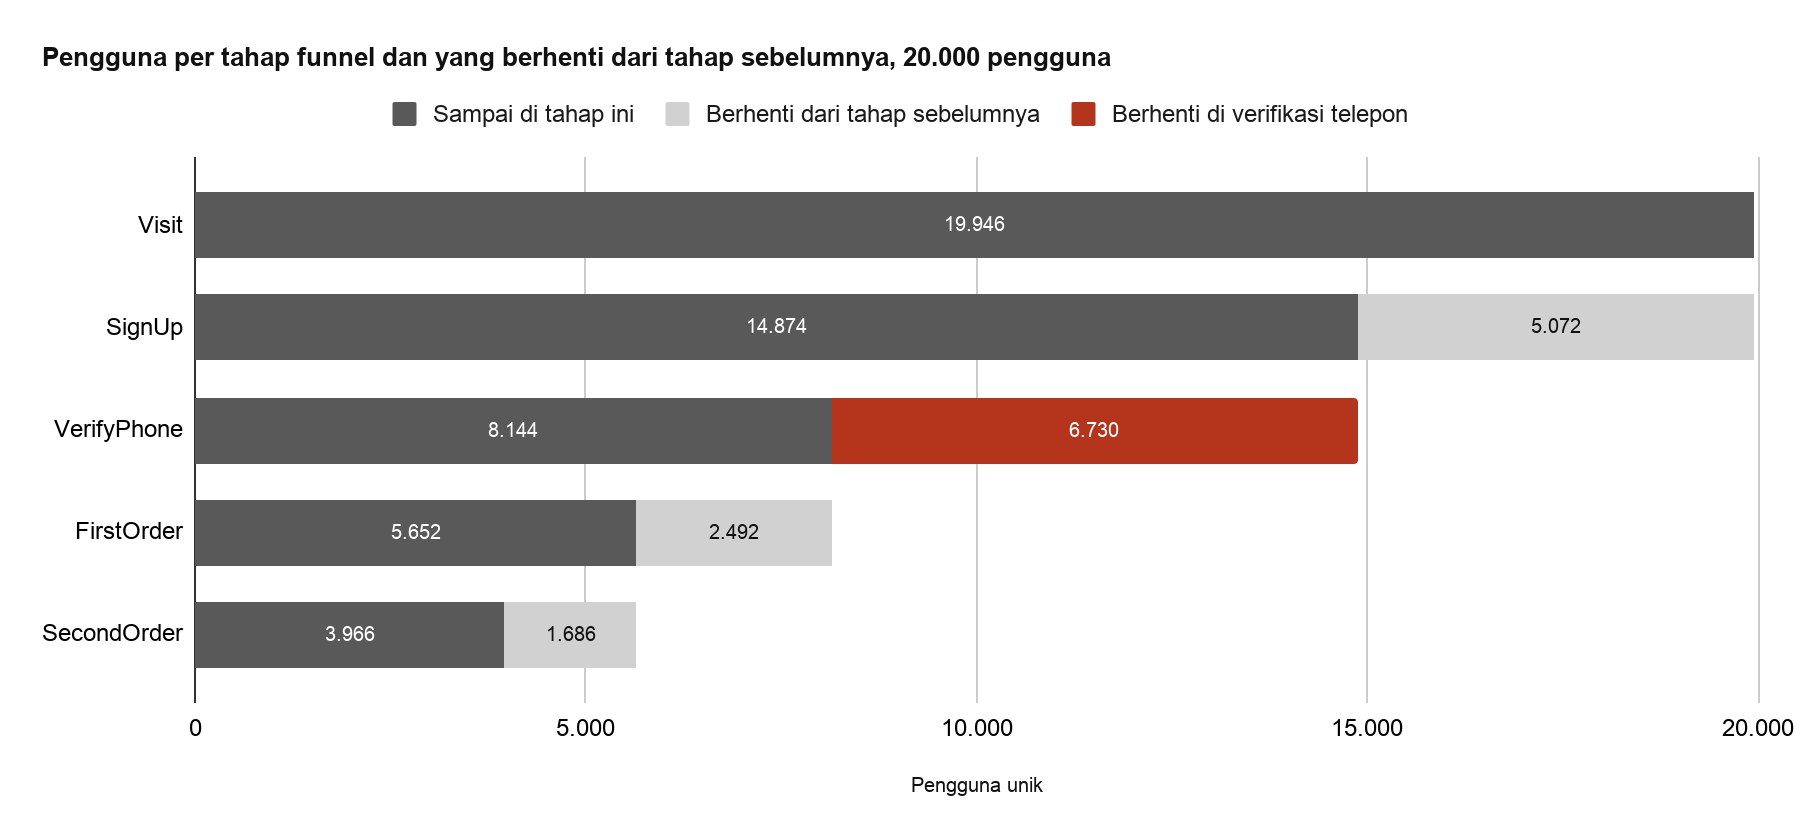 Pengguna per tahap funnel dan yang berhenti dari tahap sebelumnya, 20.000 pengguna
Sampai di tahap ini
Berhenti dari tahap sebelumnya
Berhenti di verifikasi telepon
Visit
19.946
SignUp
14.874
5.072
VerifyPhone
8.144
6.730
FirstOrder
5.652
2.492
SecondOrder
3.966
1.686
0
5.000
10.000
15.000
20.000
Pengguna unik